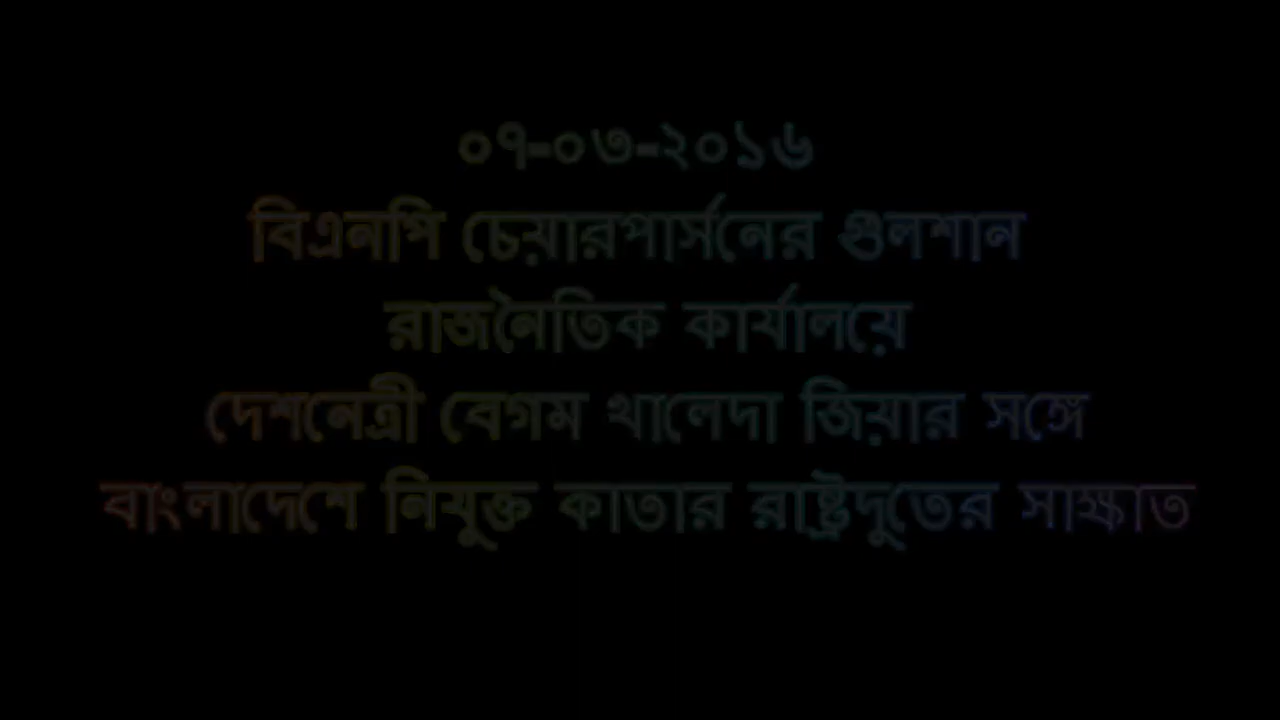 ০৭-০৩-২০১৬
বিএনপি চেয়ারপার্সনের গুলশান
রাজনৈতিক কার্যালয়ে
দেশনেত্রী বেগম খালেদা জিয়ার সঙ্গে
বাংলাদেশে নিযুক্ত কাতার রাষ্ট্রদুতের সাক্ষাত